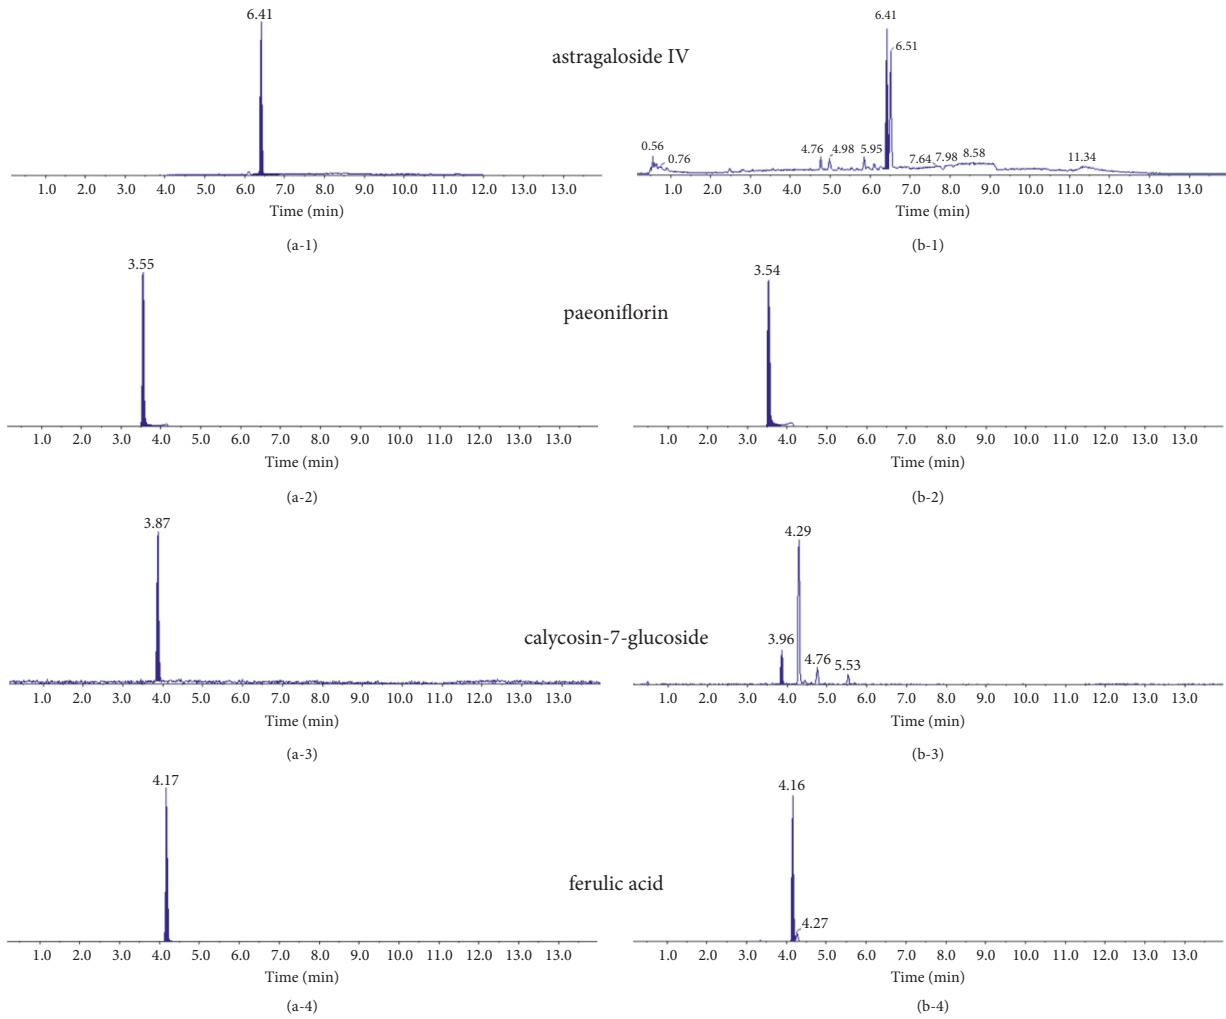 6.41
1.0 2.0 3.0 4.0 5.0 6.0 7.0 8.0 9.0 10.0 11.0 12.0 13.0
Time (min)
(a-1)
astragaloside IV
6.41
6.51
0.56
0.76
4.76
4.98
5.95
7.64
7.98
8.58
11.34
1.0 2.0 3.0 4.0 5.0 6.0 7.0 8.0 9.0 10.0 11.0 12.0 13.0
Time (min)
(b-1)
3.55
1.0 2.0 3.0 4.0 5.0 6.0 7.0 8.0 9.0 10.0 11.0 12.0 13.0
Time (min)
(a-2)
paeoniflorin
3.54
1.0 2.0 3.0 4.0 5.0 6.0 7.0 8.0 9.0 10.0 11.0 12.0 13.0
Time (min)
(b-2)
3.87
1.0 2.0 3.0 4.0 5.0 6.0 7.0 8.0 9.0 10.0 11.0 12.0 13.0
Time (min)
(a-3)
calycosin-7-glucoside
4.29
3.96
4.76
5.53
1.0 2.0 3.0 4.0 5.0 6.0 7.0 8.0 9.0 10.0 11.0 12.0 13.0
Time (min)
(b-3)
4.17
1.0 2.0 3.0 4.0 5.0 6.0 7.0 8.0 9.0 10.0 11.0 12.0 13.0
Time (min)
(a-4)
ferulic acid
4.16
4.27
1.0 2.0 3.0 4.0 5.0 6.0 7.0 8.0 9.0 10.0 11.0 12.0 13.0
Time (min)
(b-4)